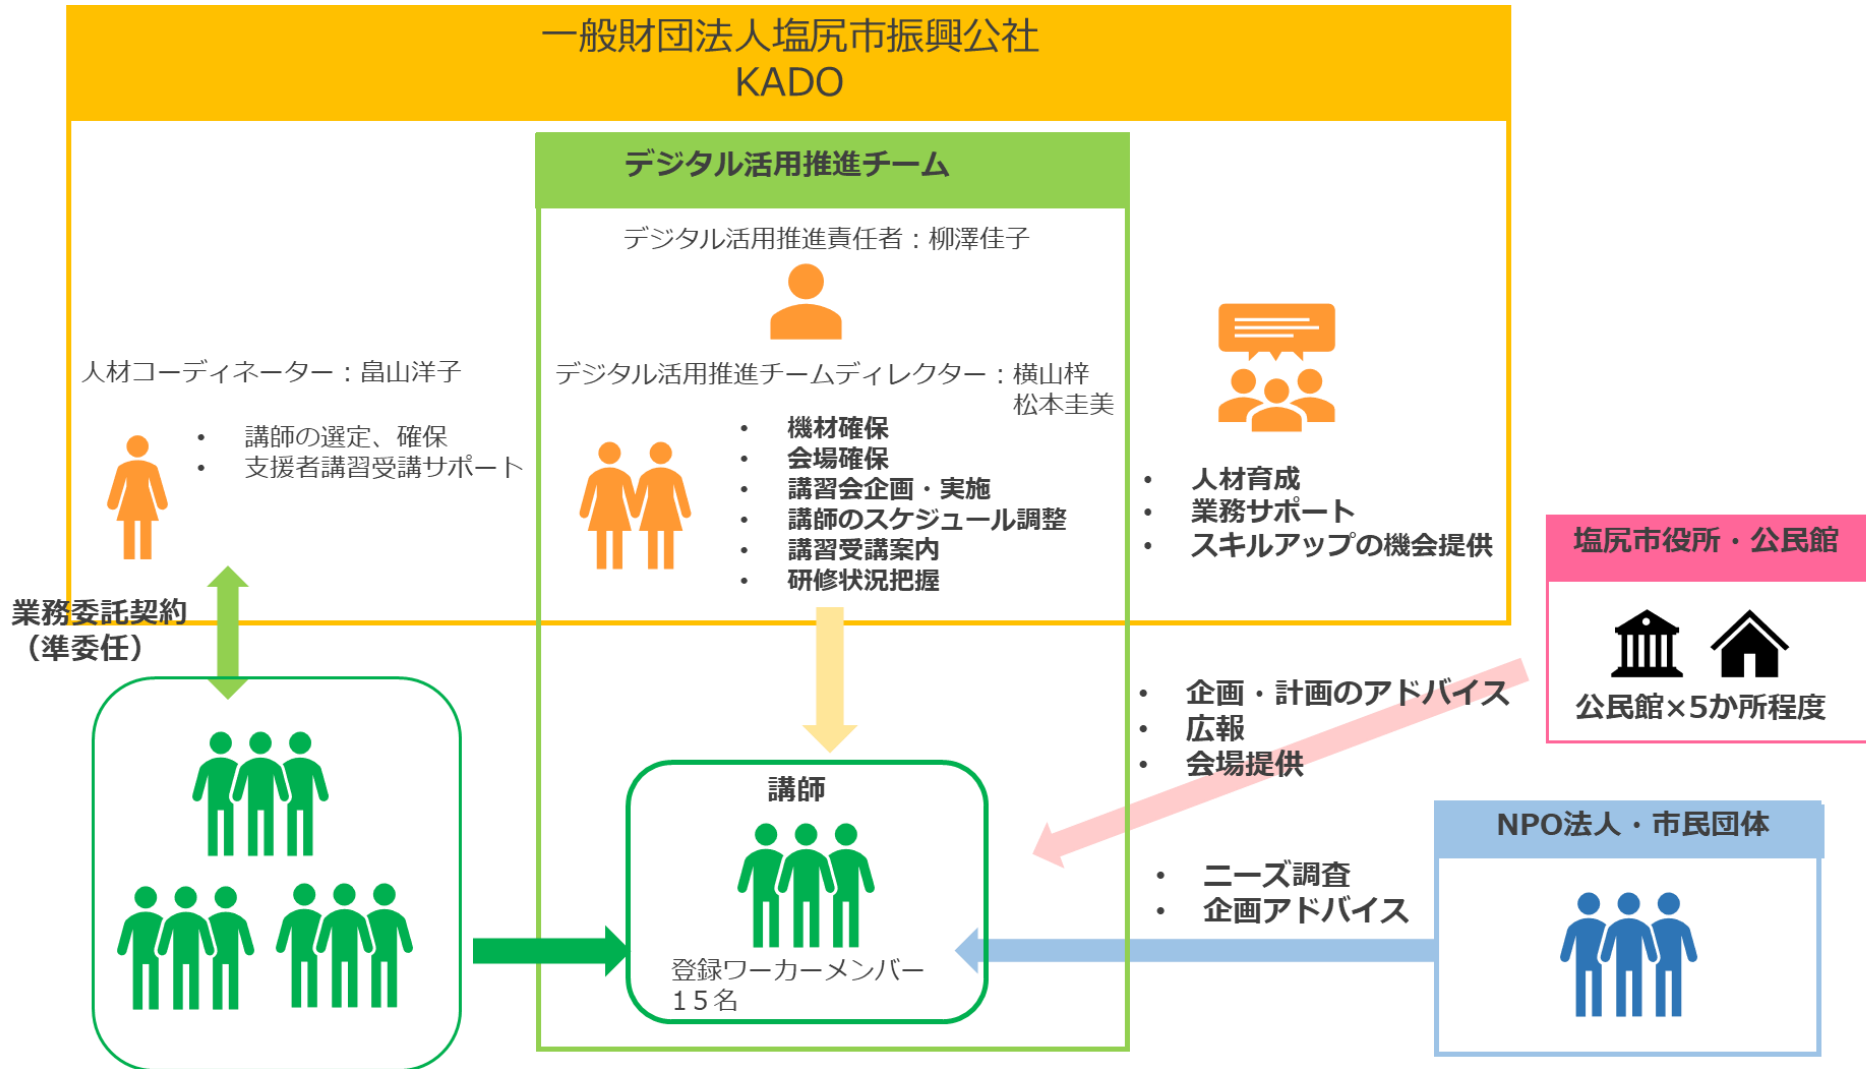 一般財団法人塩尻市振興公社
KADO
デジタル活用推進チーム
デジタル活用推進責任者：柳澤佳子
人材コーディネーター：畠山洋子
• 講師の選定、確保
• 支援者講習受講サポート
デジタル活用推進チームディレクター：横山梓
松本圭美
• 機材確保
• 会場確保
• 講習会企画・実施
• 講師のスケジュール調整
• 講習受講案内
• 研修状況把握
• 人材育成
• 業務サポート
• スキルアップの機会提供
塩尻市役所・公民館
公民館×5か所程度
業務委託契約
（準委任）
• 企画・計画のアドバイス
• 広報
• 会場提供
講師
登録ワーカーメンバー
１５名
• ニーズ調査
• 企画アドバイス
NPO法人・市民団体